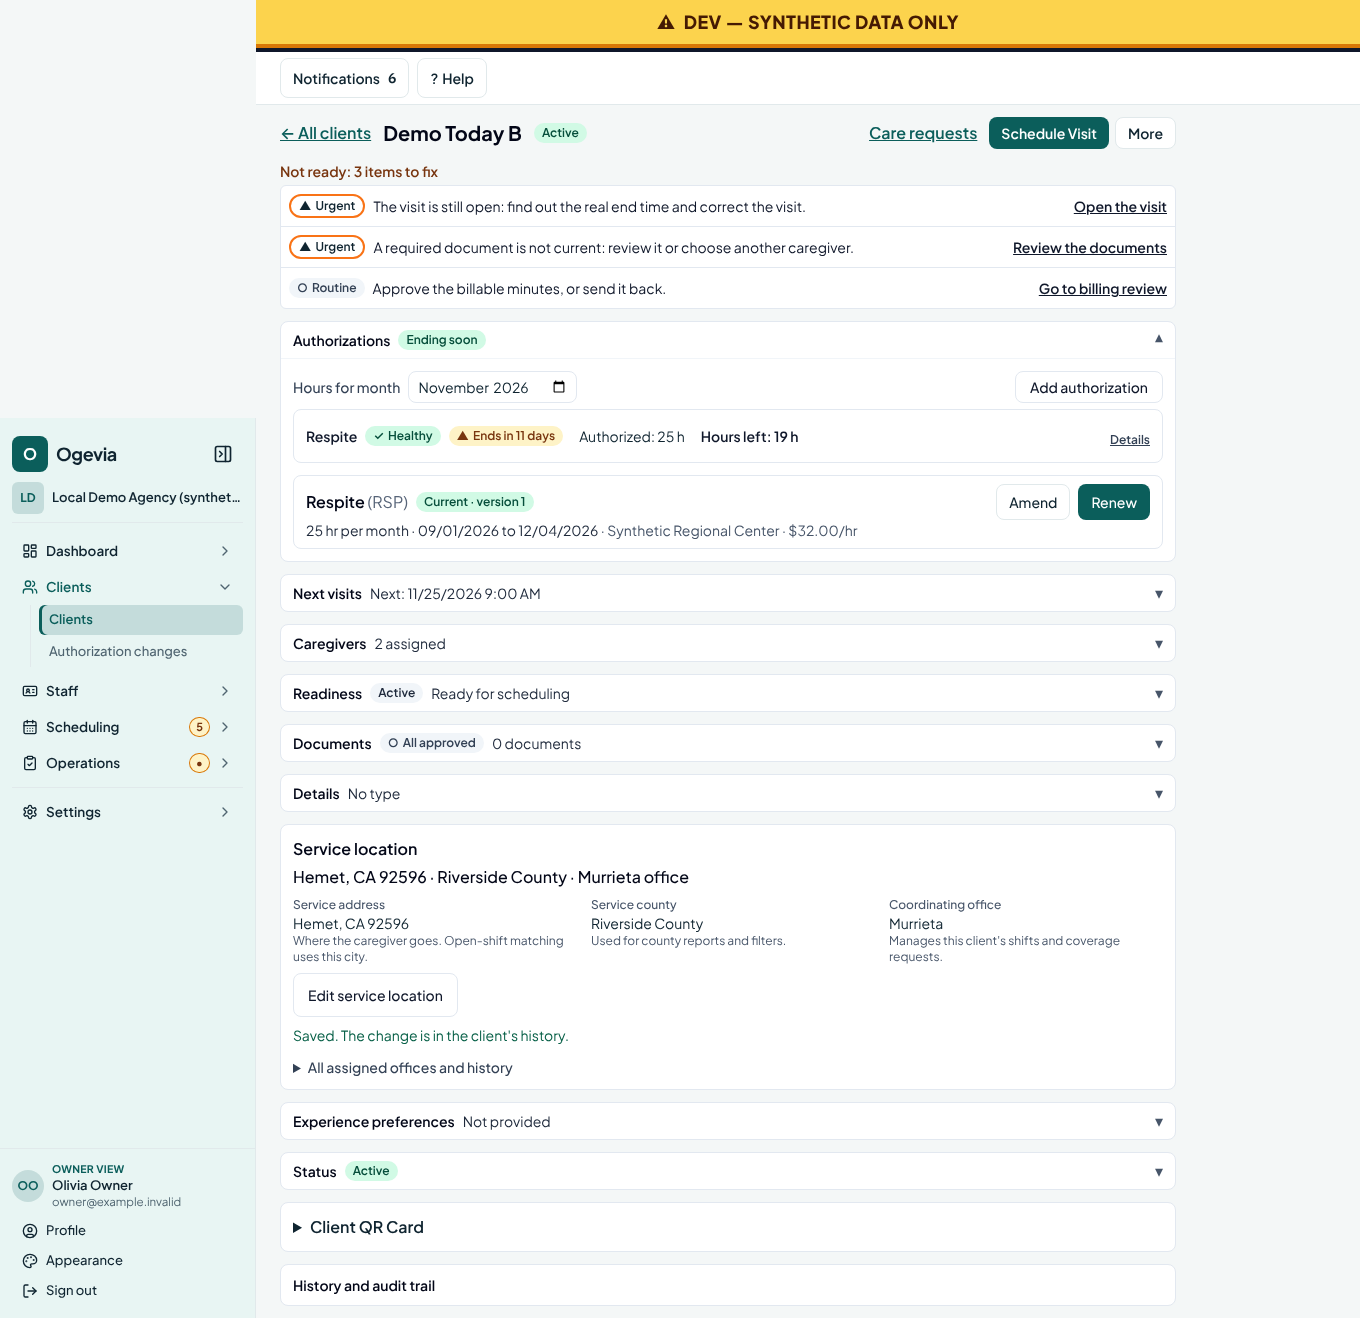 DEV — SYNTHETIC DATA ONLY
Notifications 6
? Help
← All clients
Demo Today B
Active
Care requests
Schedule Visit
More
Not ready: 3 items to fix
Urgent
The visit is still open: find out the real end time and correct the visit.
Open the visit
Urgent
A required document is not current: review it or choose another caregiver.
Review the documents
Routine
Approve the billable minutes, or send it back.
Go to billing review
Authorizations
Ending soon
Hours for month
November 2026
Add authorization
Respite
Healthy
Ends in 11 days
Authorized: 25 h
Hours left: 19 h
Details
Respite (RSP)
Current · version 1
Amend
Renew
25 hr per month · 09/01/2026 to 12/04/2026 · Synthetic Regional Center · $32.00/hr
Next visits
Next: 11/25/2026 9:00 AM
Caregivers
2 assigned
Readiness
Active
Ready for scheduling
Documents
All approved
0 documents
Details
No type
Service location
Hemet, CA 92596 · Riverside County · Murrieta office
Service address
Hemet, CA 92596
Where the caregiver goes. Open-shift matching
uses this city.
Service county
Riverside County
Used for county reports and filters.
Coordinating office
Murrieta
Manages this client's shifts and coverage
requests.
Edit service location
Saved. The change is in the client's history.
All assigned offices and history
Experience preferences
Not provided
Status
Active
Client QR Card
History and audit trail
O
Ogevia
LD
Local Demo Agency (synthet…
Dashboard
Clients
Clients
Authorization changes
Staff
Scheduling
5
Operations
Settings
OO
OWNER VIEW
Olivia Owner
owner@example.invalid
Profile
Appearance
Sign out